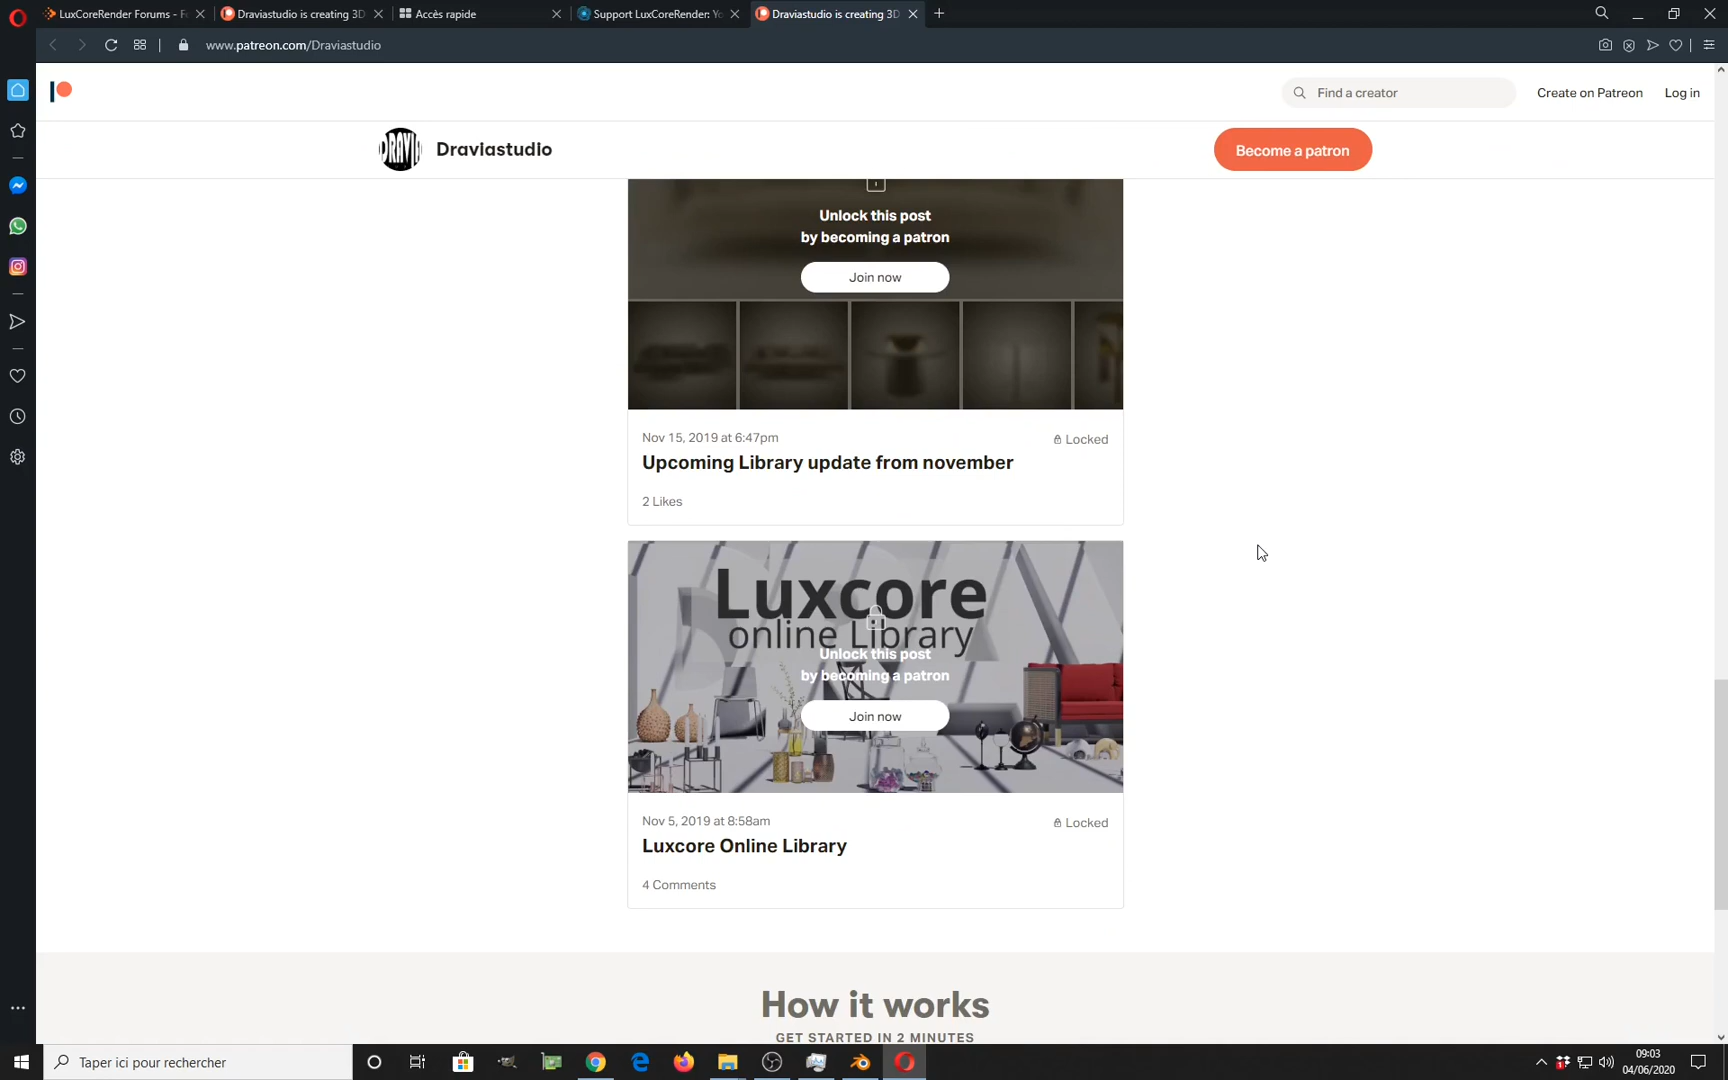 LuxCoreRender Forums - F
Draviastudio is creating 3D
Accès rapide
Support LuxCoreRender: Yo
Draviastudio is creating 3D
www.patreon.com/Draviastudio
Find a creator
Create on Patreon
Log in
DRAVI
Draviastudio
Become a patron
Unlock this post
by becoming a patron
Join now
Nov 15, 2019 at 6:47pm
Locked
Upcoming Library update from november
2 Likes
Luxcore
online Library
Unlock this post
by becoming a patron
Join now
Nov 5, 2019 at 8:58am
Locked
Luxcore Online Library
4 Comments
How it works
GET STARTED IN 2 MINUTES
Taper ici pour rechercher
09:03
04/06/2020